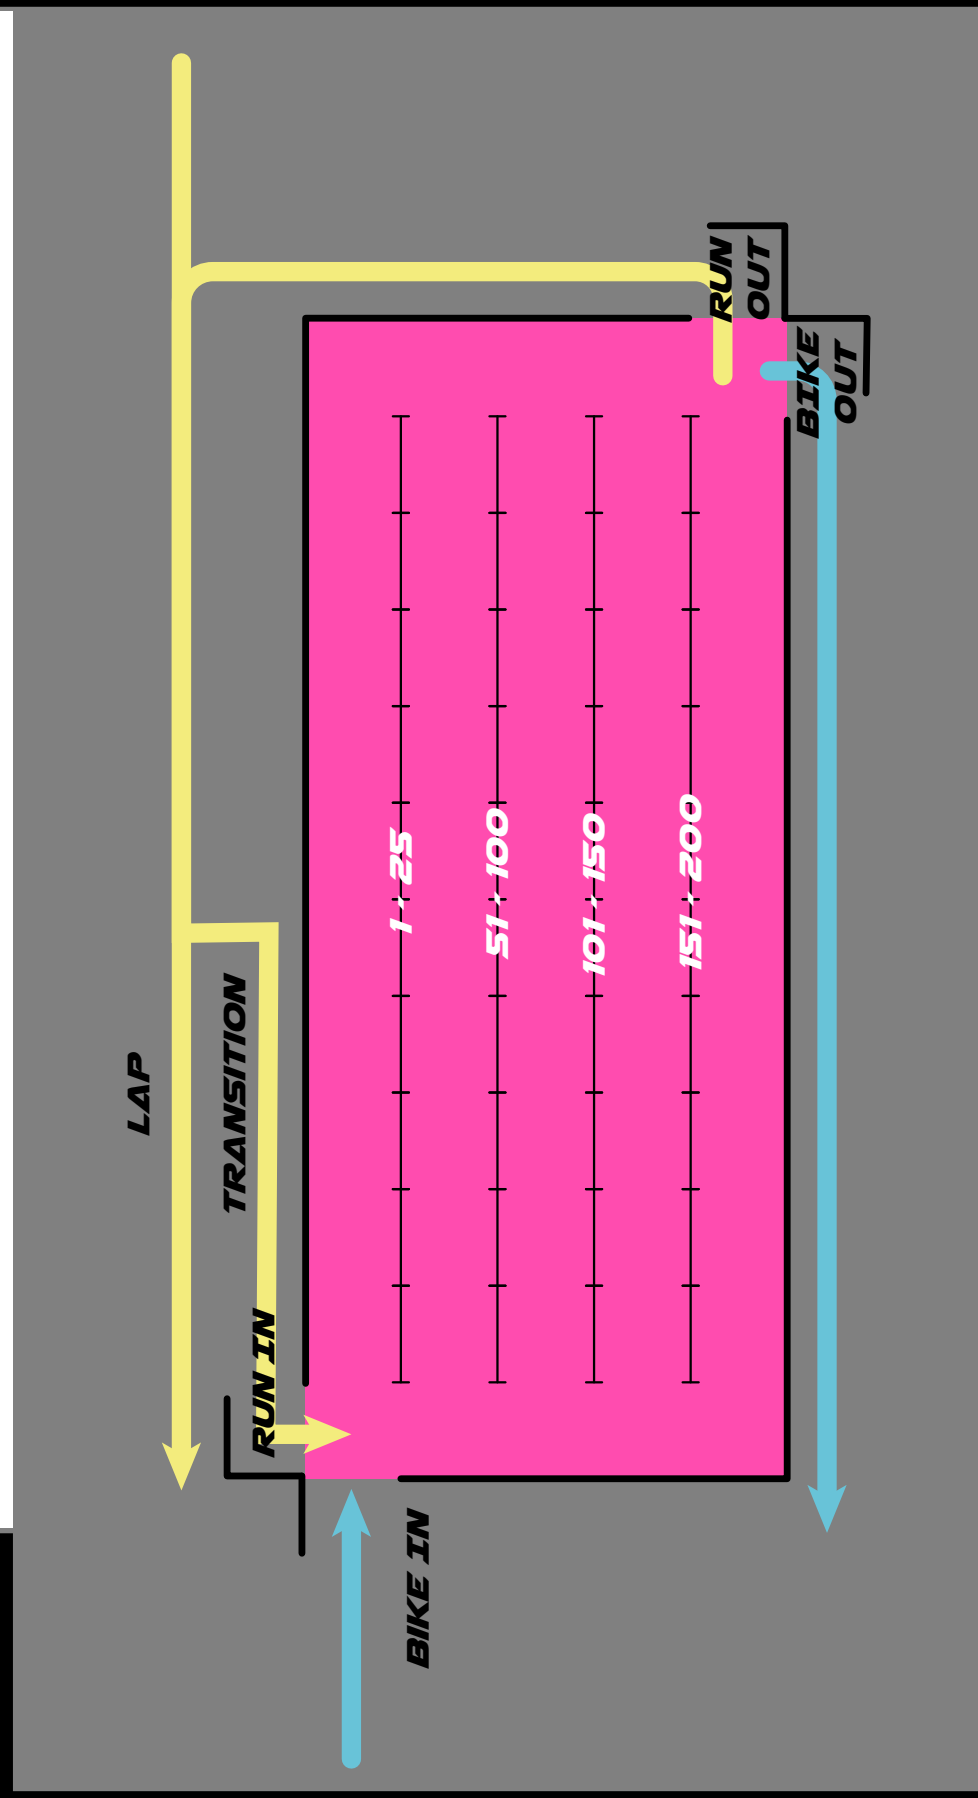 RUN
OUT
BIKE
OUT
1 - 25
51 - 100
101 - 150
151 - 200
LAP
TRANSITION
RUN IN
BIKE IN